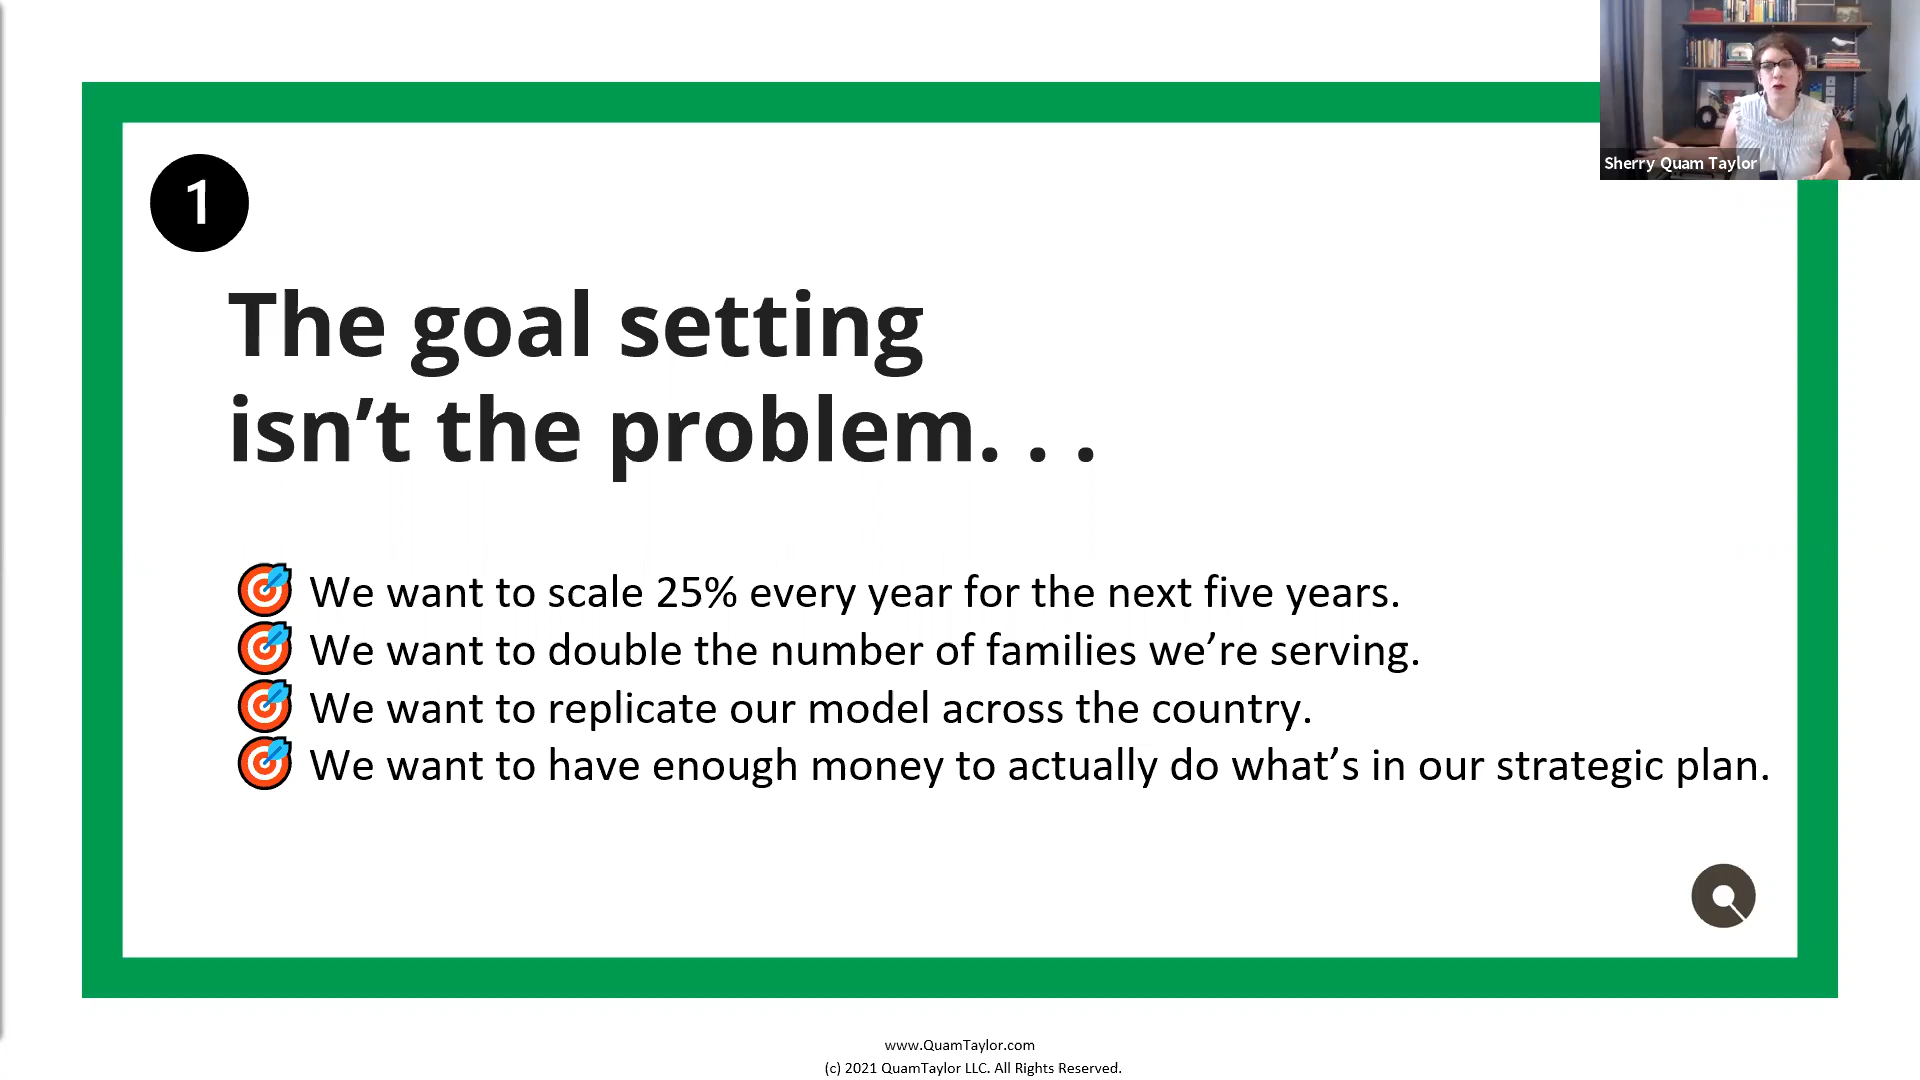 Sherry Quam Taylor
1
The goal setting
isn’t the problem. . .
We want to scale 25% every year for the next five years.
We want to double the number of families we’re serving.
We want to replicate our model across the country.
We want to have enough money to actually do what’s in our strategic plan.
www.QuamTaylor.com
(c) 2021 QuamTaylor LLC. All Rights Reserved.